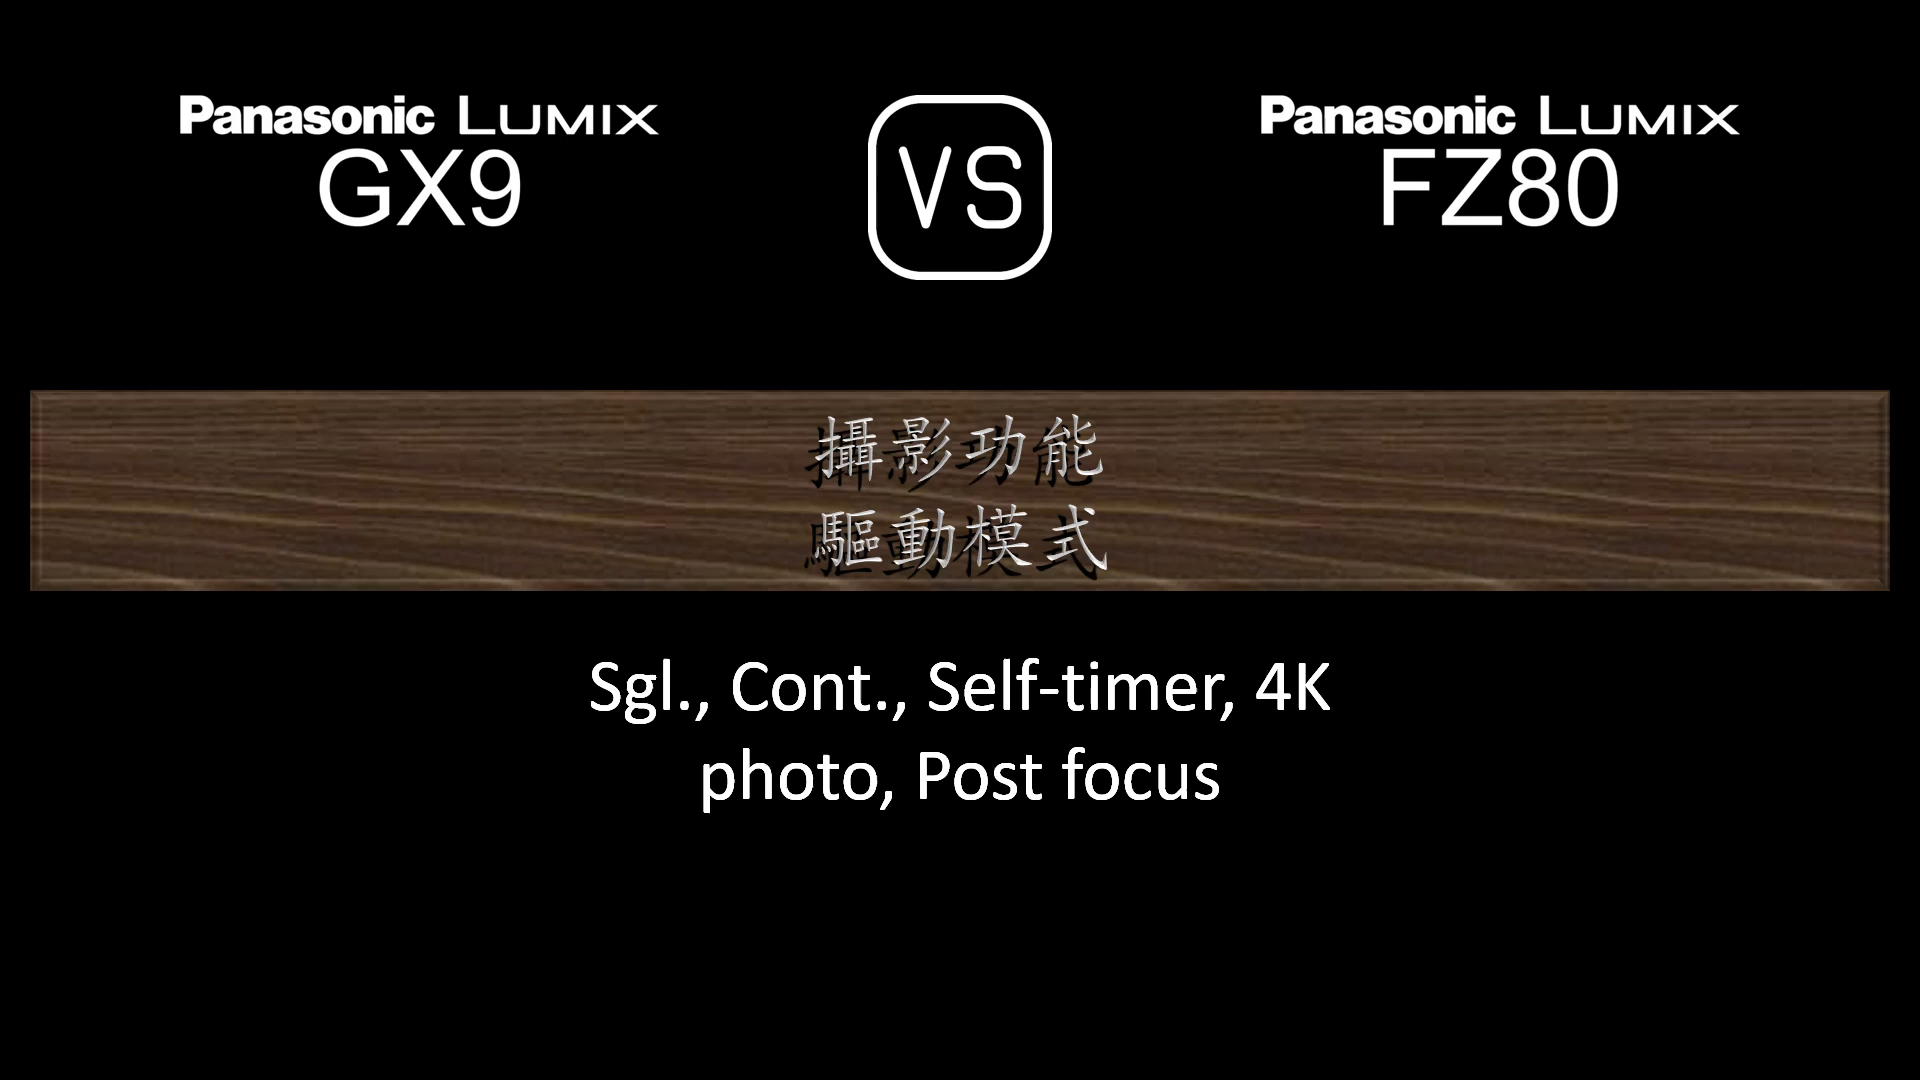 Panasonic LUMIX
GX9
VS
Panasonic LUMIX
FZ80
攝影功能
驅動模式
Sgl., Cont., Self-timer, 4K
photo, Post focus